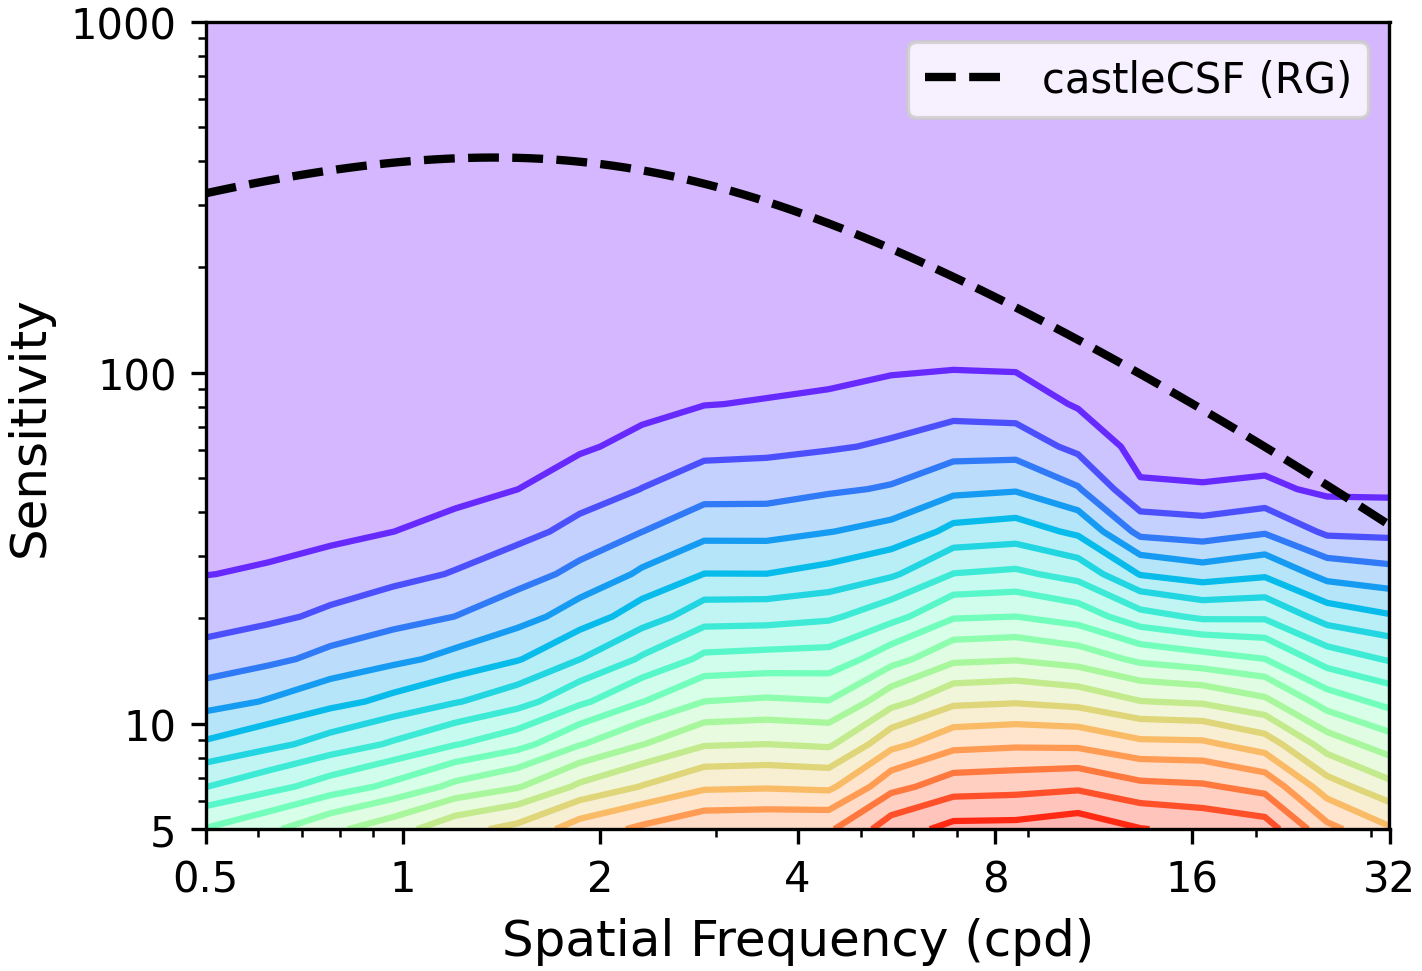 1000
castleCSF (RG)
100
Sensitivity
10
5
0.5 1 2 4 8 16 32
Spatial Frequency (cpd)